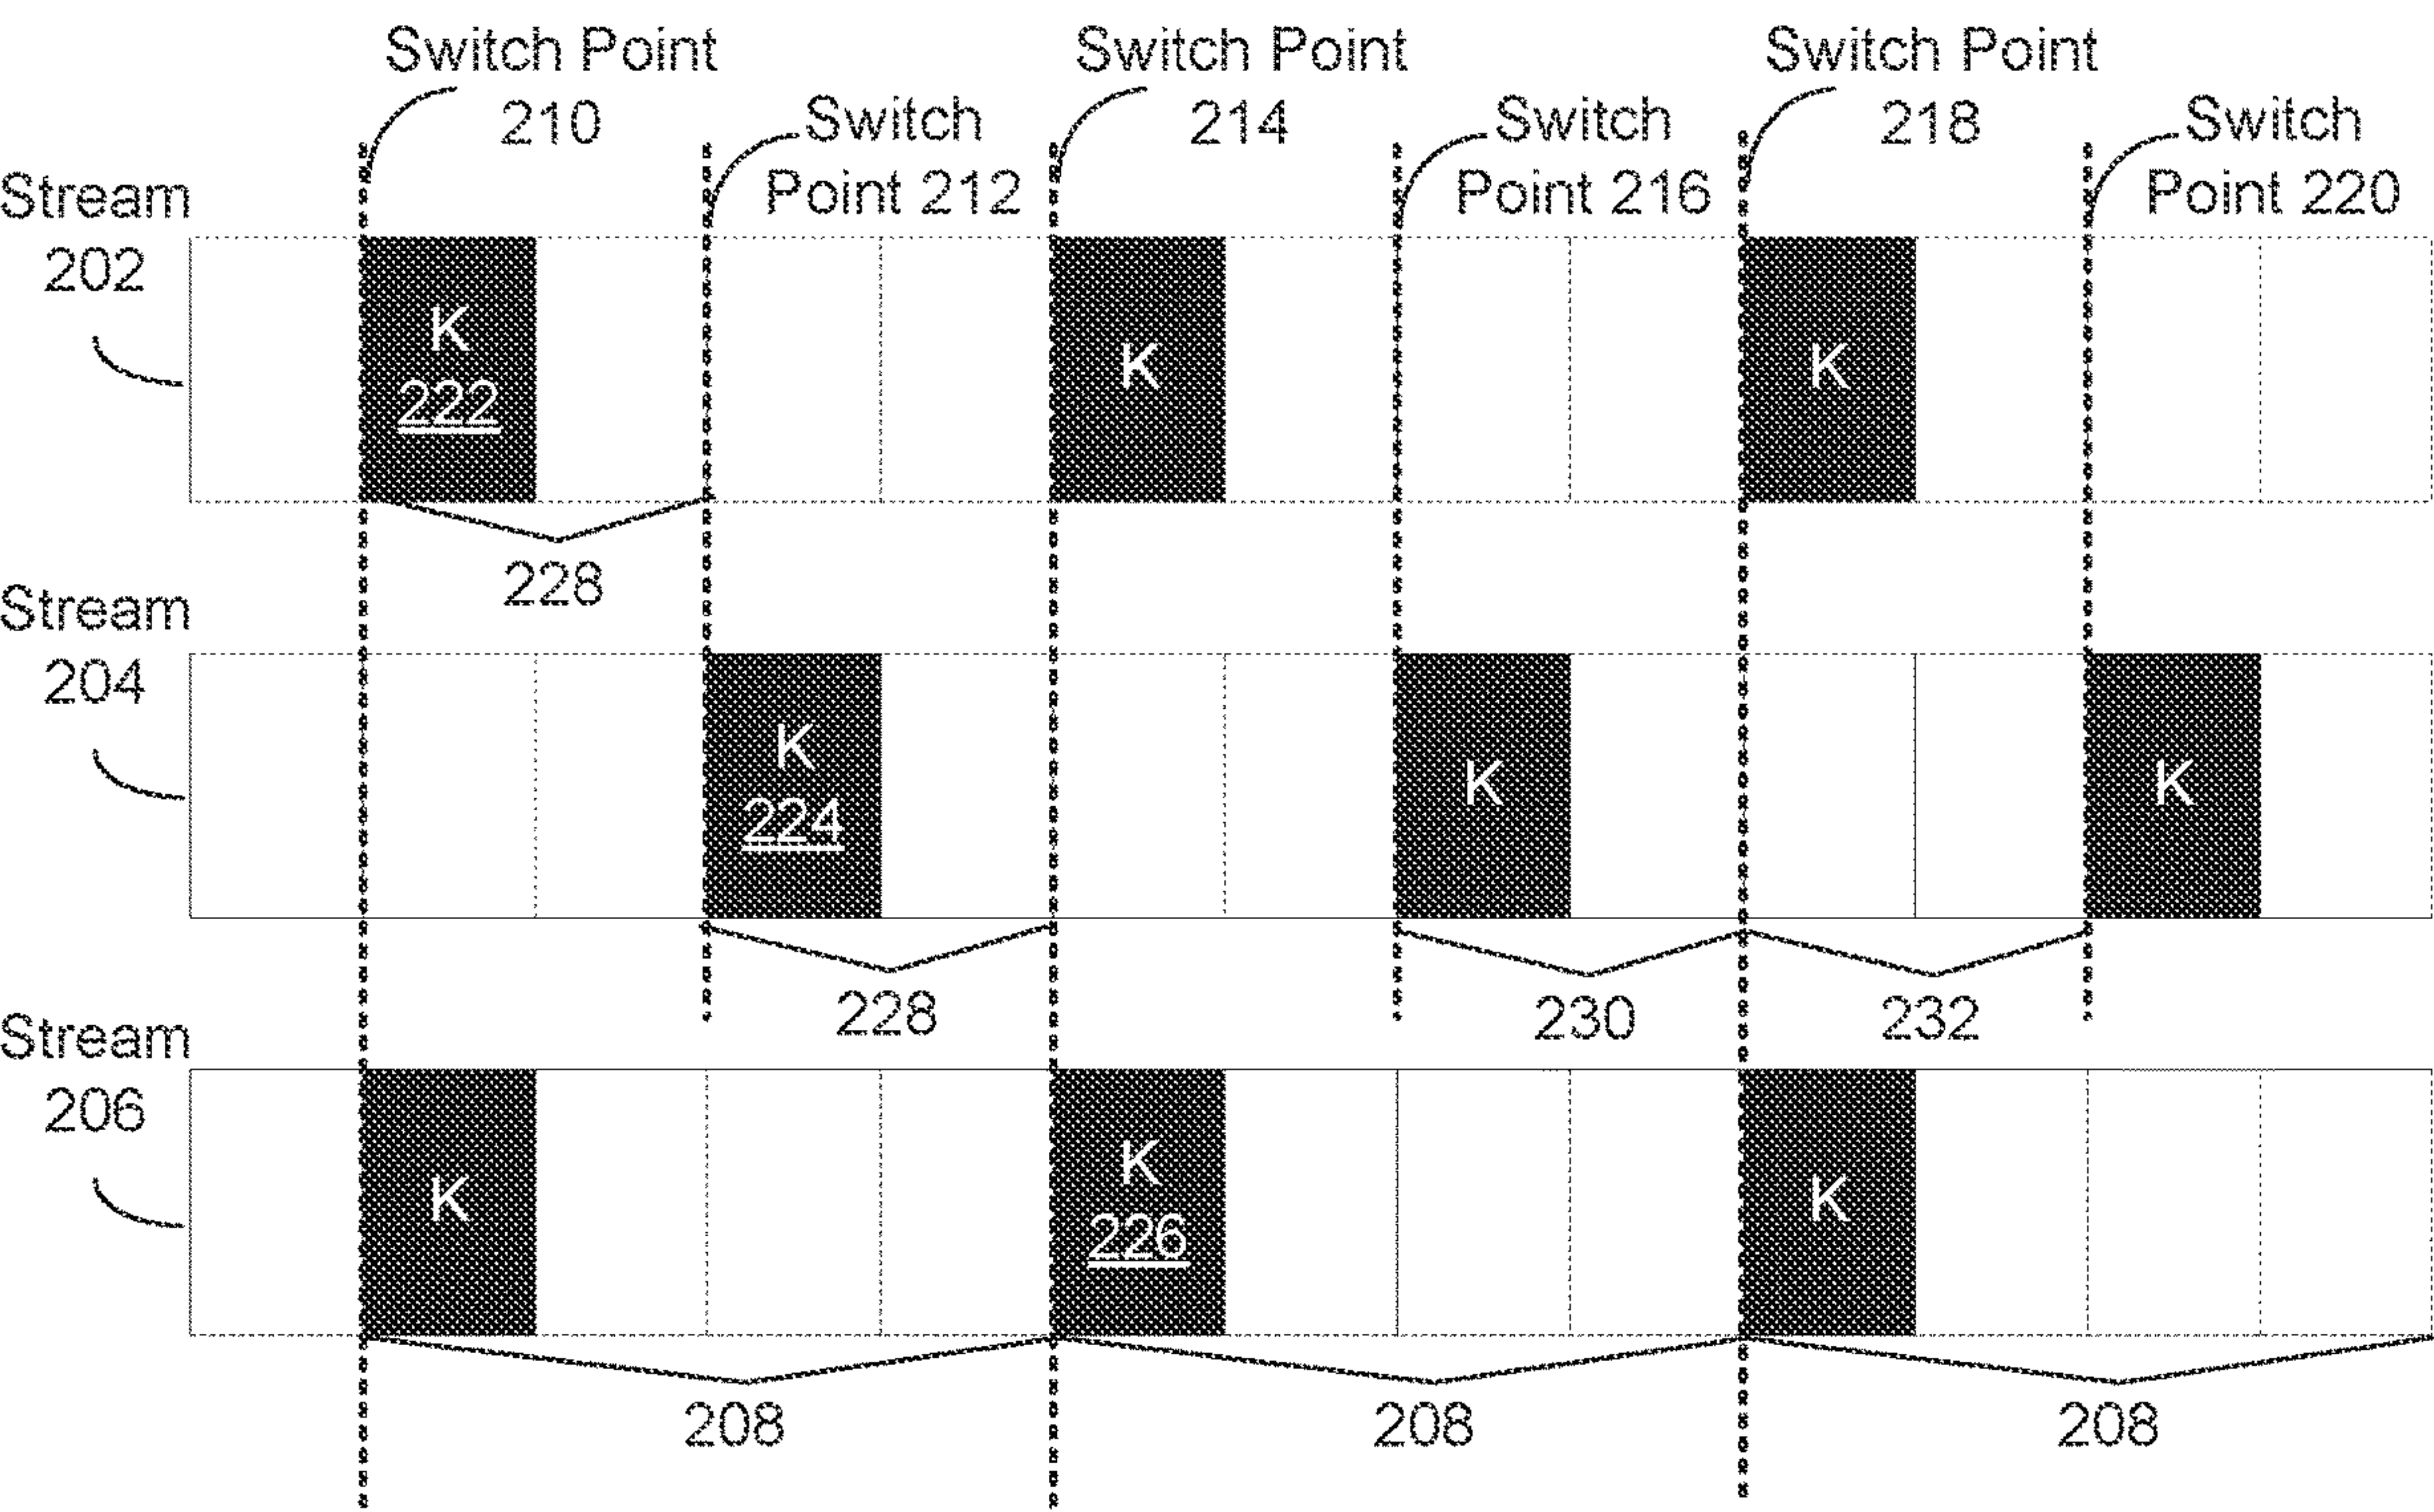 Switch Point
210
Switch
Point 212
Switch Point
214
Switch
Point 216
Switch Point
218
Switch
Point 220
Stream
202
K
222
K
K
228
Stream
204
K
224
K
K
228
230
232
Stream
206
K
K
226
K
208
208
208